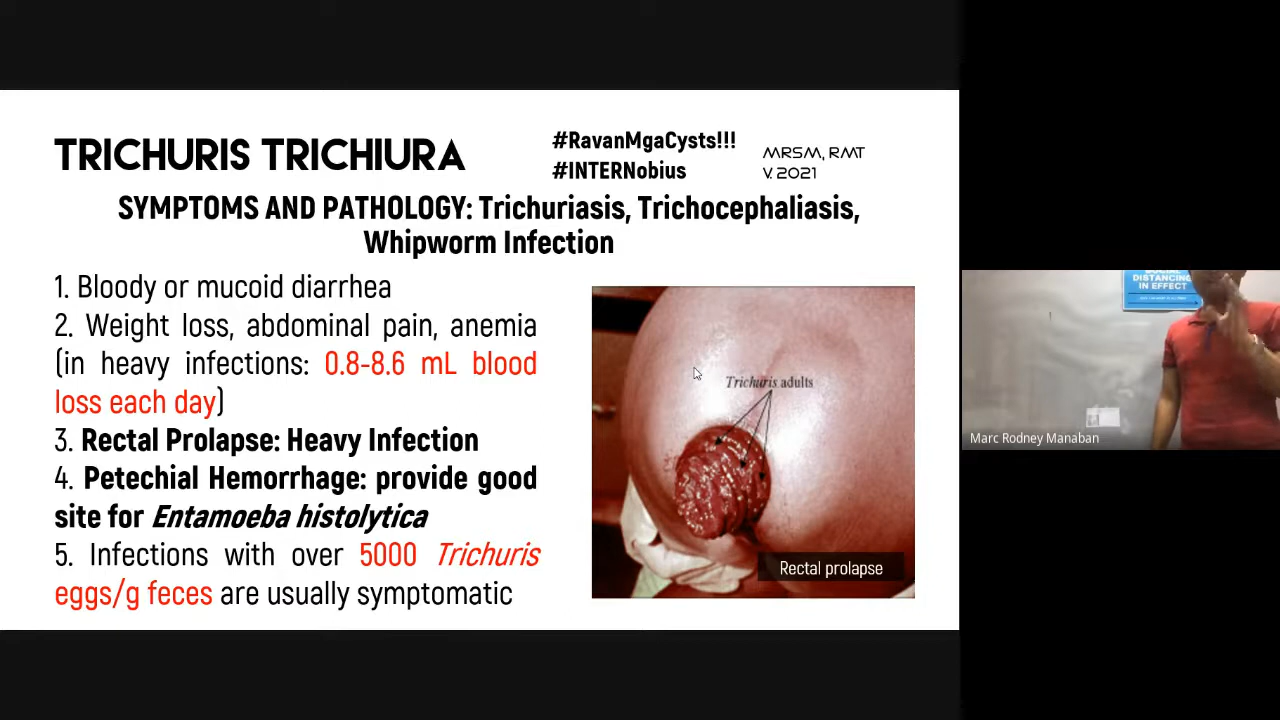 TRICHURIS TRICHIURA
#RavanMgaCysts!!!
#INTERNobius
MRSM, RMT
V. 2021
SYMPTOMS AND PATHOLOGY: Trichuriasis, Trichocephaliasis,
Whipworm Infection
1. Bloody or mucoid diarrhea
2. Weight loss, abdominal pain, anemia
(in heavy infections: 0.8-8.6 mL blood
loss each day)
3. Rectal Prolapse: Heavy Infection
4. Petechial Hemorrhage: provide good
site for Entamoeba histolytica
5. Infections with over 5000 Trichuris
eggs/g feces are usually symptomatic
Trichuris adults
Rectal prolapse
DISTANCING
IN EFFECT
Marc Rodney Manaban